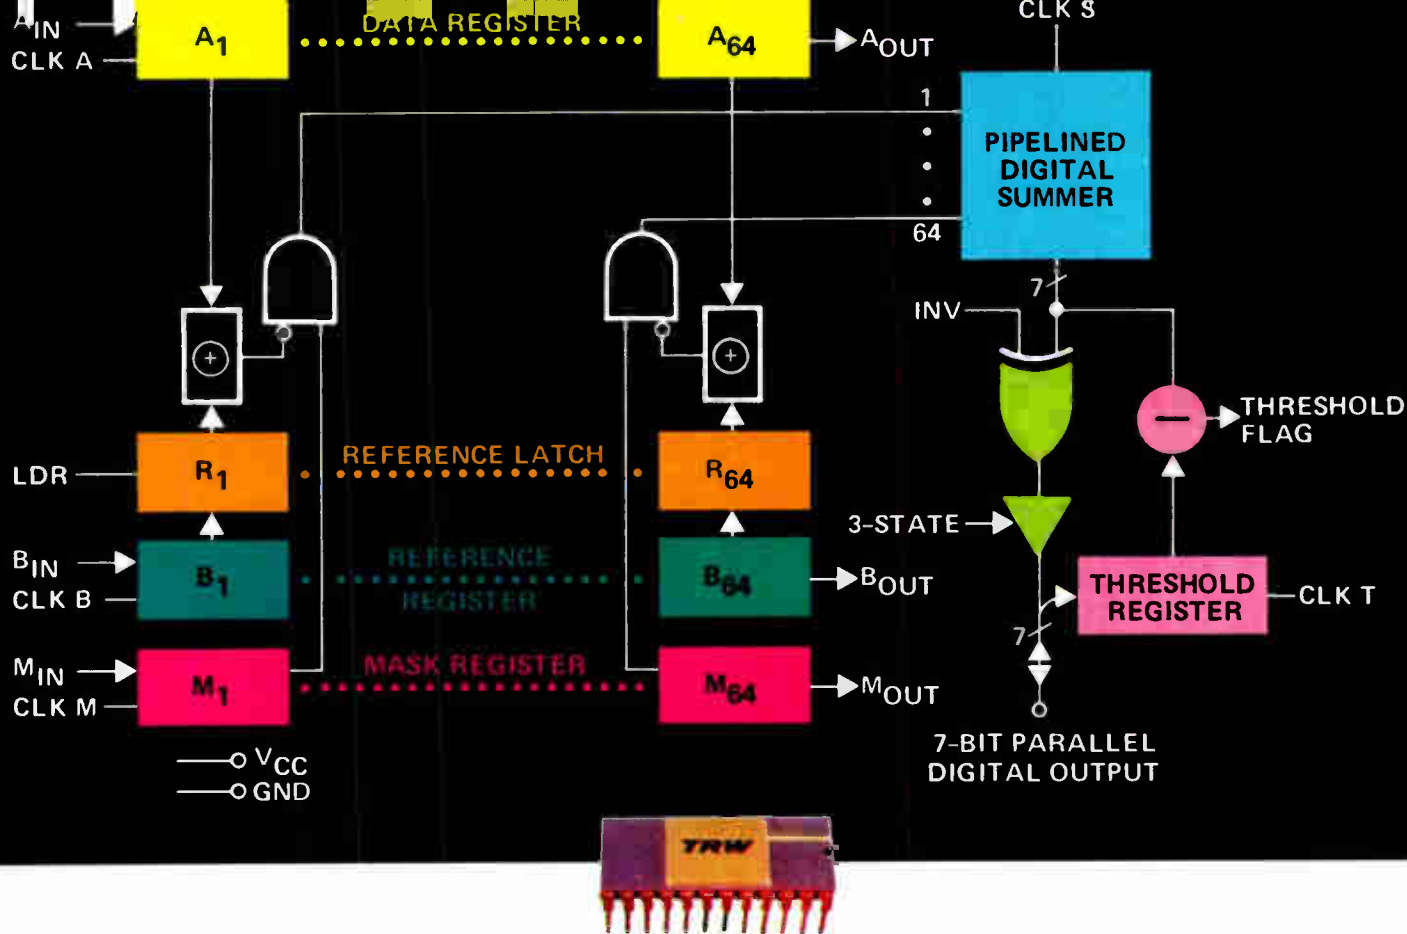 CLK S
DATA REGISTER
AIN
CLK A
A1
A64
AOUT
1
PIPELINED
DIGITAL
SUMMER
64
7
INV
THRESHOLD
FLAG
REFERENCE LATCH
LDR
R1
R64
3-STATE
REFERENCE
REGISTER
BIN
CLK B
B1
B64
BOUT
THRESHOLD
REGISTER
CLK T
7
MASK REGISTER
MIN
CLK M
M1
M64
MOUT
VCC
GND
7-BIT PARALLEL
DIGITAL OUTPUT
TRW